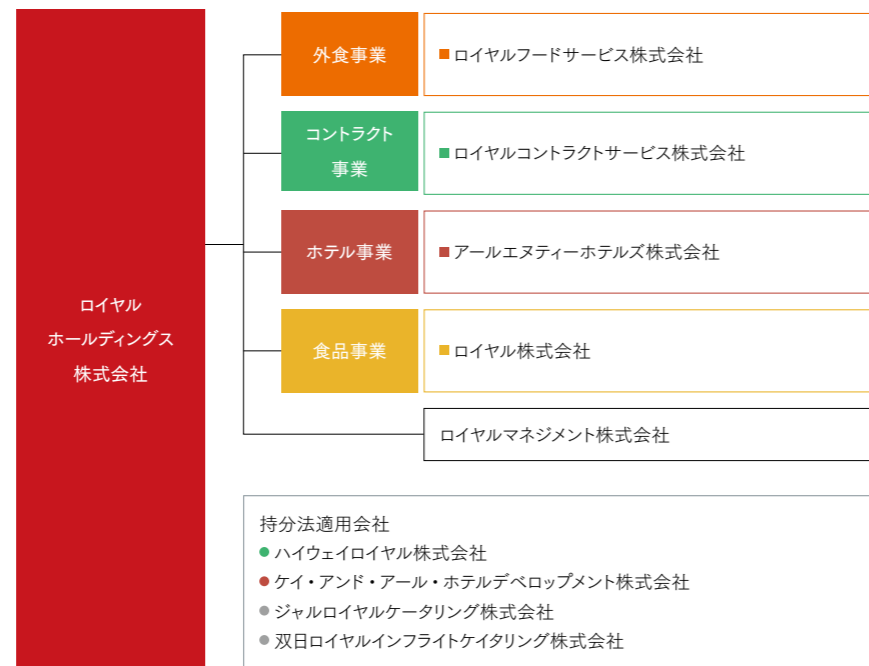 ロイヤル
ホールディングス
株式会社
外食事業
■ロイヤルフードサービス株式会社
コントラクト
事業
■ロイヤルコントラクトサービス株式会社
ホテル事業
■アールエヌティーホテルズ株式会社
食品事業
■ロイヤル株式会社
ロイヤルマネジメント株式会社
持分法適用会社
●ハイウェイロイヤル株式会社
●ケイ・アンド・アール・ホテルデベロップメント株式会社
●ジャルロイヤルケータリング株式会社
●双日ロイヤルインフライトケイタリング株式会社